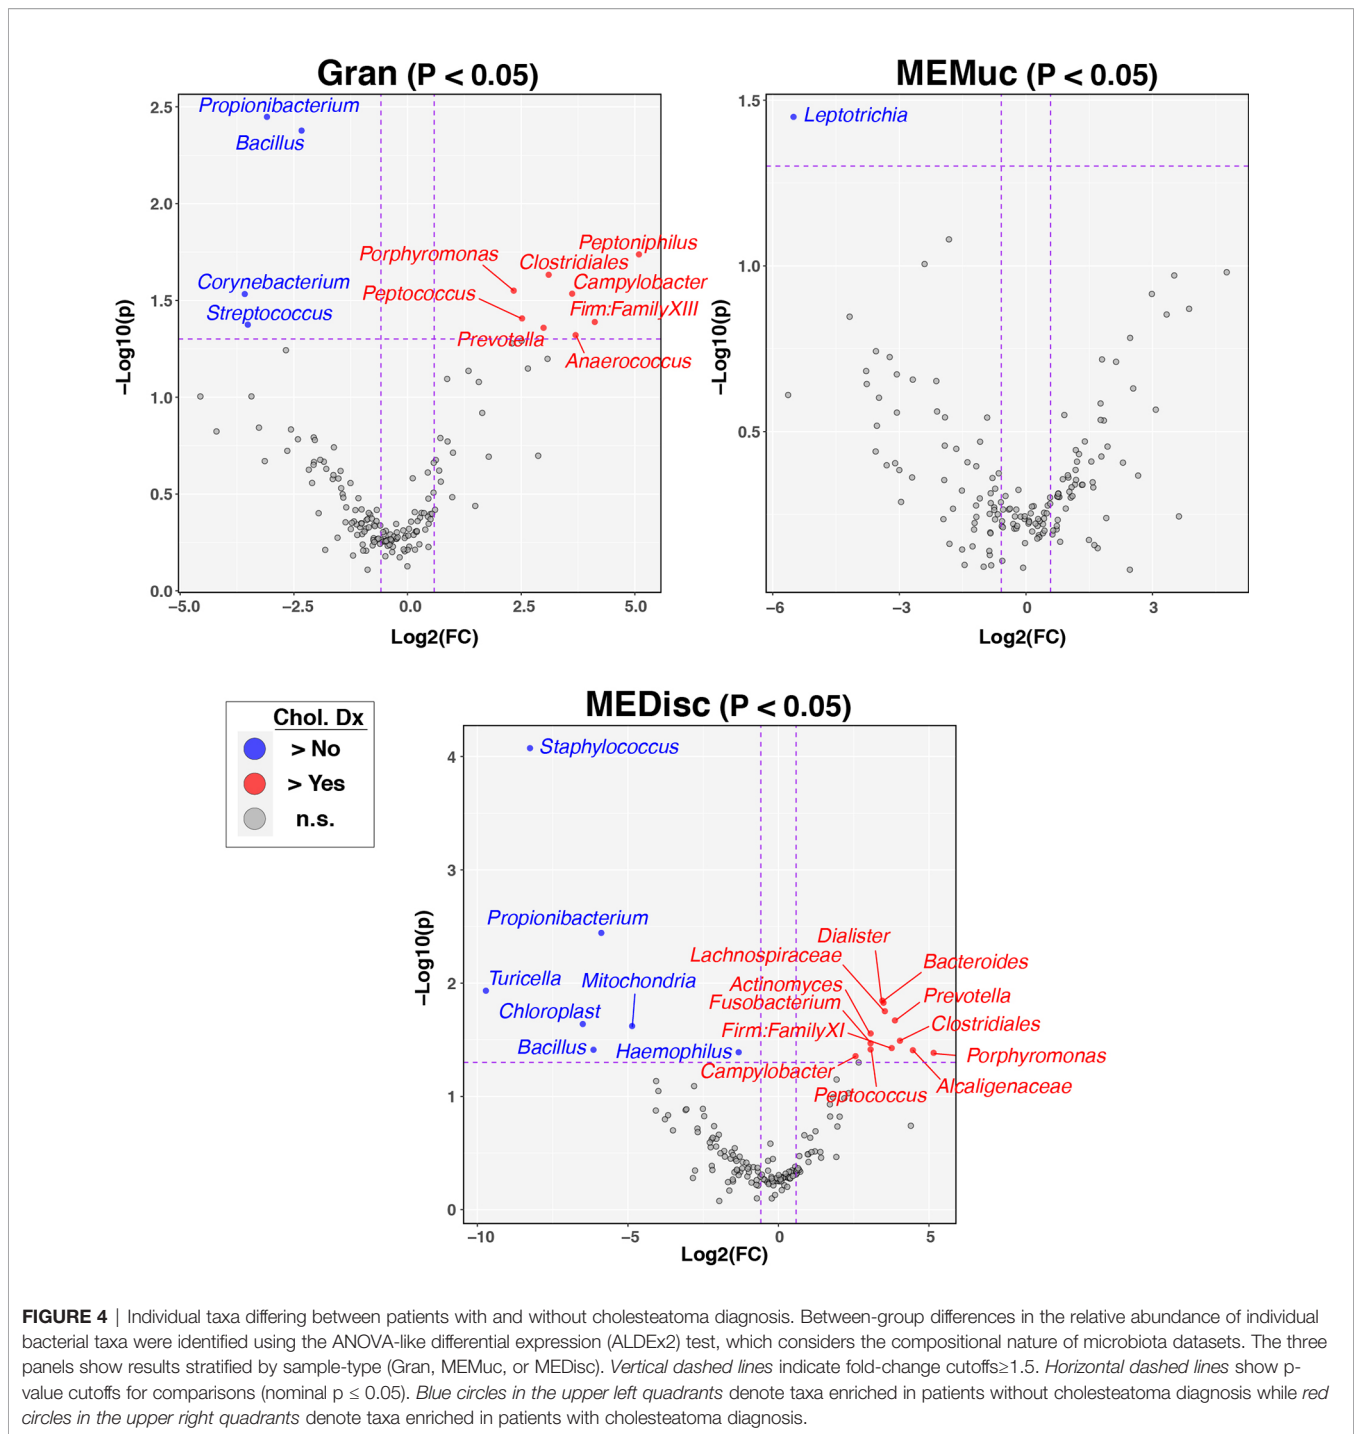 Gran (P < 0.05)
2.5
2.0
1.5
1.0
0.5
0.0
−Log10(p)
Propionibacterium
Bacillus
Corynebacterium
Streptococcus
Porphyromonas
Peptococcus
Prevotella
Peptoniphilus
Clostridiales
Campylobacter
Firm:FamilyXIII
Anaerococcus
−5.0
−2.5
0.0
2.5
5.0
Log2(FC)
MEMuc (P < 0.05)
1.5
1.0
0.5
−Log10(p)
Leptotrichia
−6
−3
0
3
Log2(FC)
Chol. Dx
> No
> Yes
n.s.
MEDisc (P < 0.05)
4
3
2
1
0
−Log10(p)
Staphylococcus
Propionibacterium
Turicella
Mitochondria
Chloroplast
Bacillus
Haemophilus
Dialister
Lachnospiraceae
Bacteroides
Actinomyces
Prevotella
Fusobacterium
Clostridiales
Firm:FamilyXI
Porphyromonas
Campylobacter
Alcaligenaceae
Peptococcus
−10
−5
0
5
Log2(FC)
FIGURE 4 | Individual taxa differing between patients with and without cholesteatoma diagnosis. Between-group differences in the relative abundance of individual
bacterial taxa were identified using the ANOVA-like differential expression (ALDEx2) test, which considers the compositional nature of microbiota datasets. The three
panels show results stratified by sample-type (Gran, MEMuc, or MEDisc). Vertical dashed lines indicate fold-change cutoffs≥1.5. Horizontal dashed lines show p-
value cutoffs for comparisons (nominal p ≤ 0.05). Blue circles in the upper left quadrants denote taxa enriched in patients without cholesteatoma diagnosis while red
circles in the upper right quadrants denote taxa enriched in patients with cholesteatoma diagnosis.